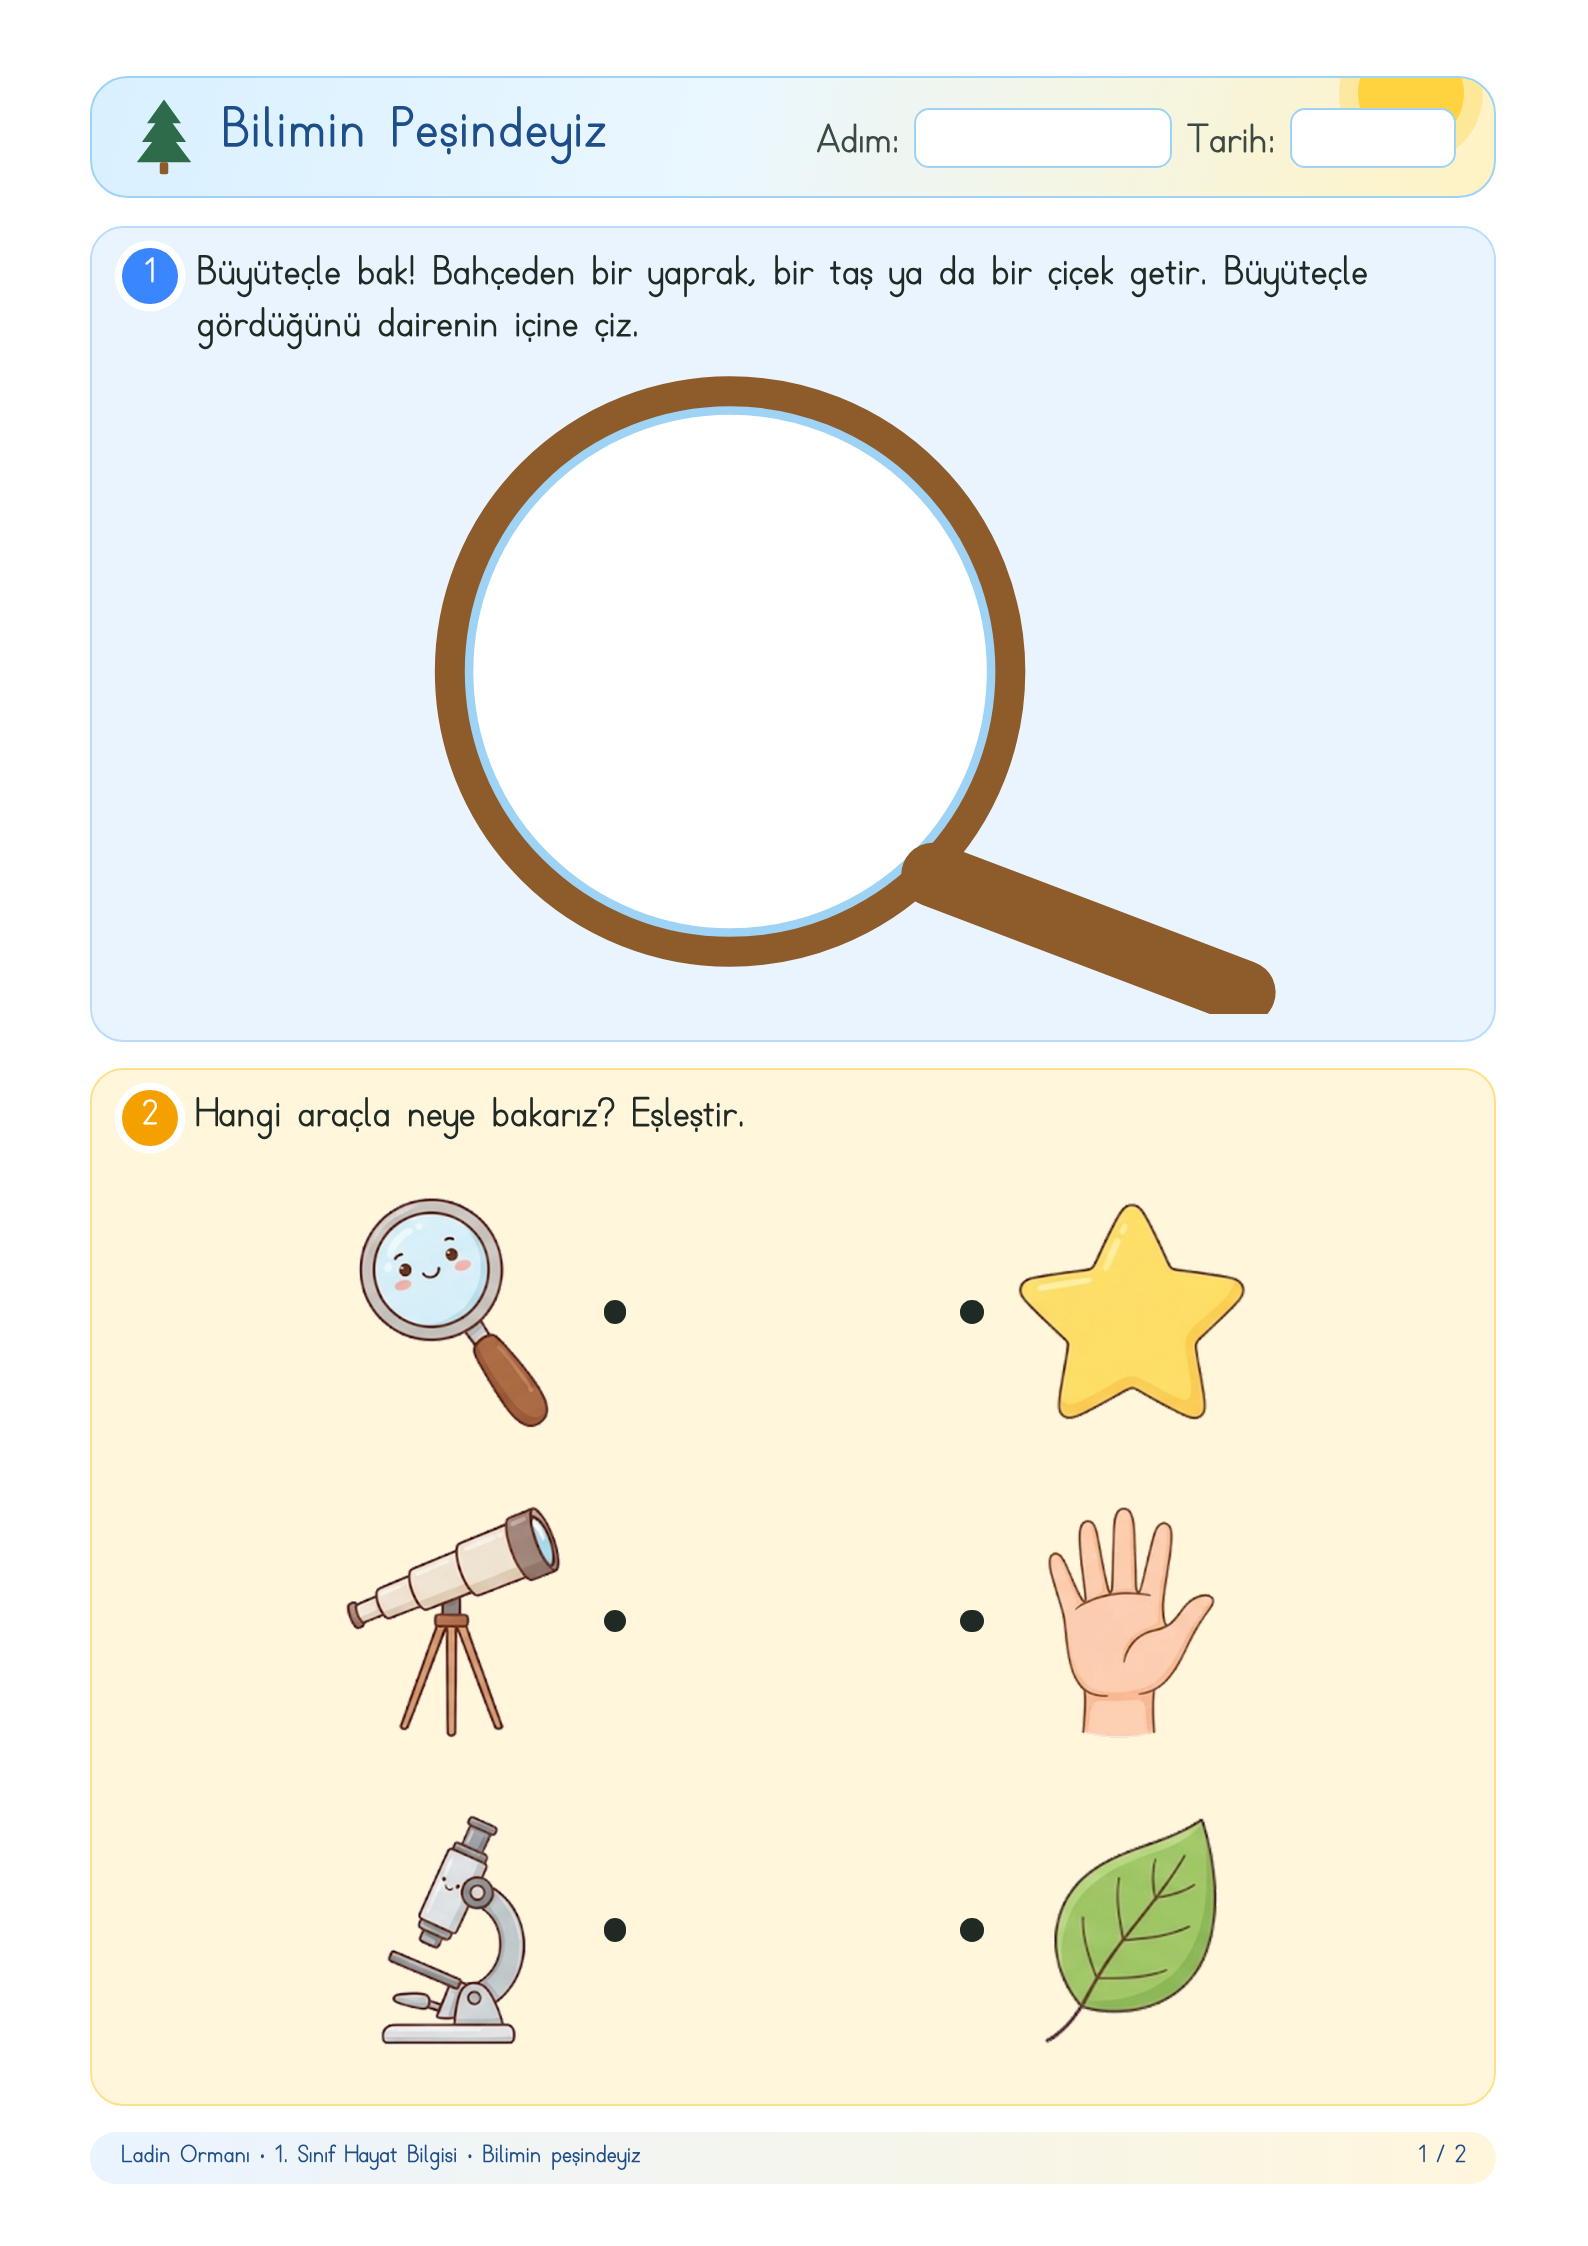 Bilimin Peşindeyiz
Adım:
Tarih:
1
Büyüteçle bak! Bahçeden bir yaprak, bir taş ya da bir çiçek getir. Büyüteçle
gördüğünü dairenin içine çiz.
2
Hangi araçla neye bakarız? Eşleştir.
Ladin Ormanı • 1. Sınıf Hayat Bilgisi • Bilimin peşindeyiz
1 / 2